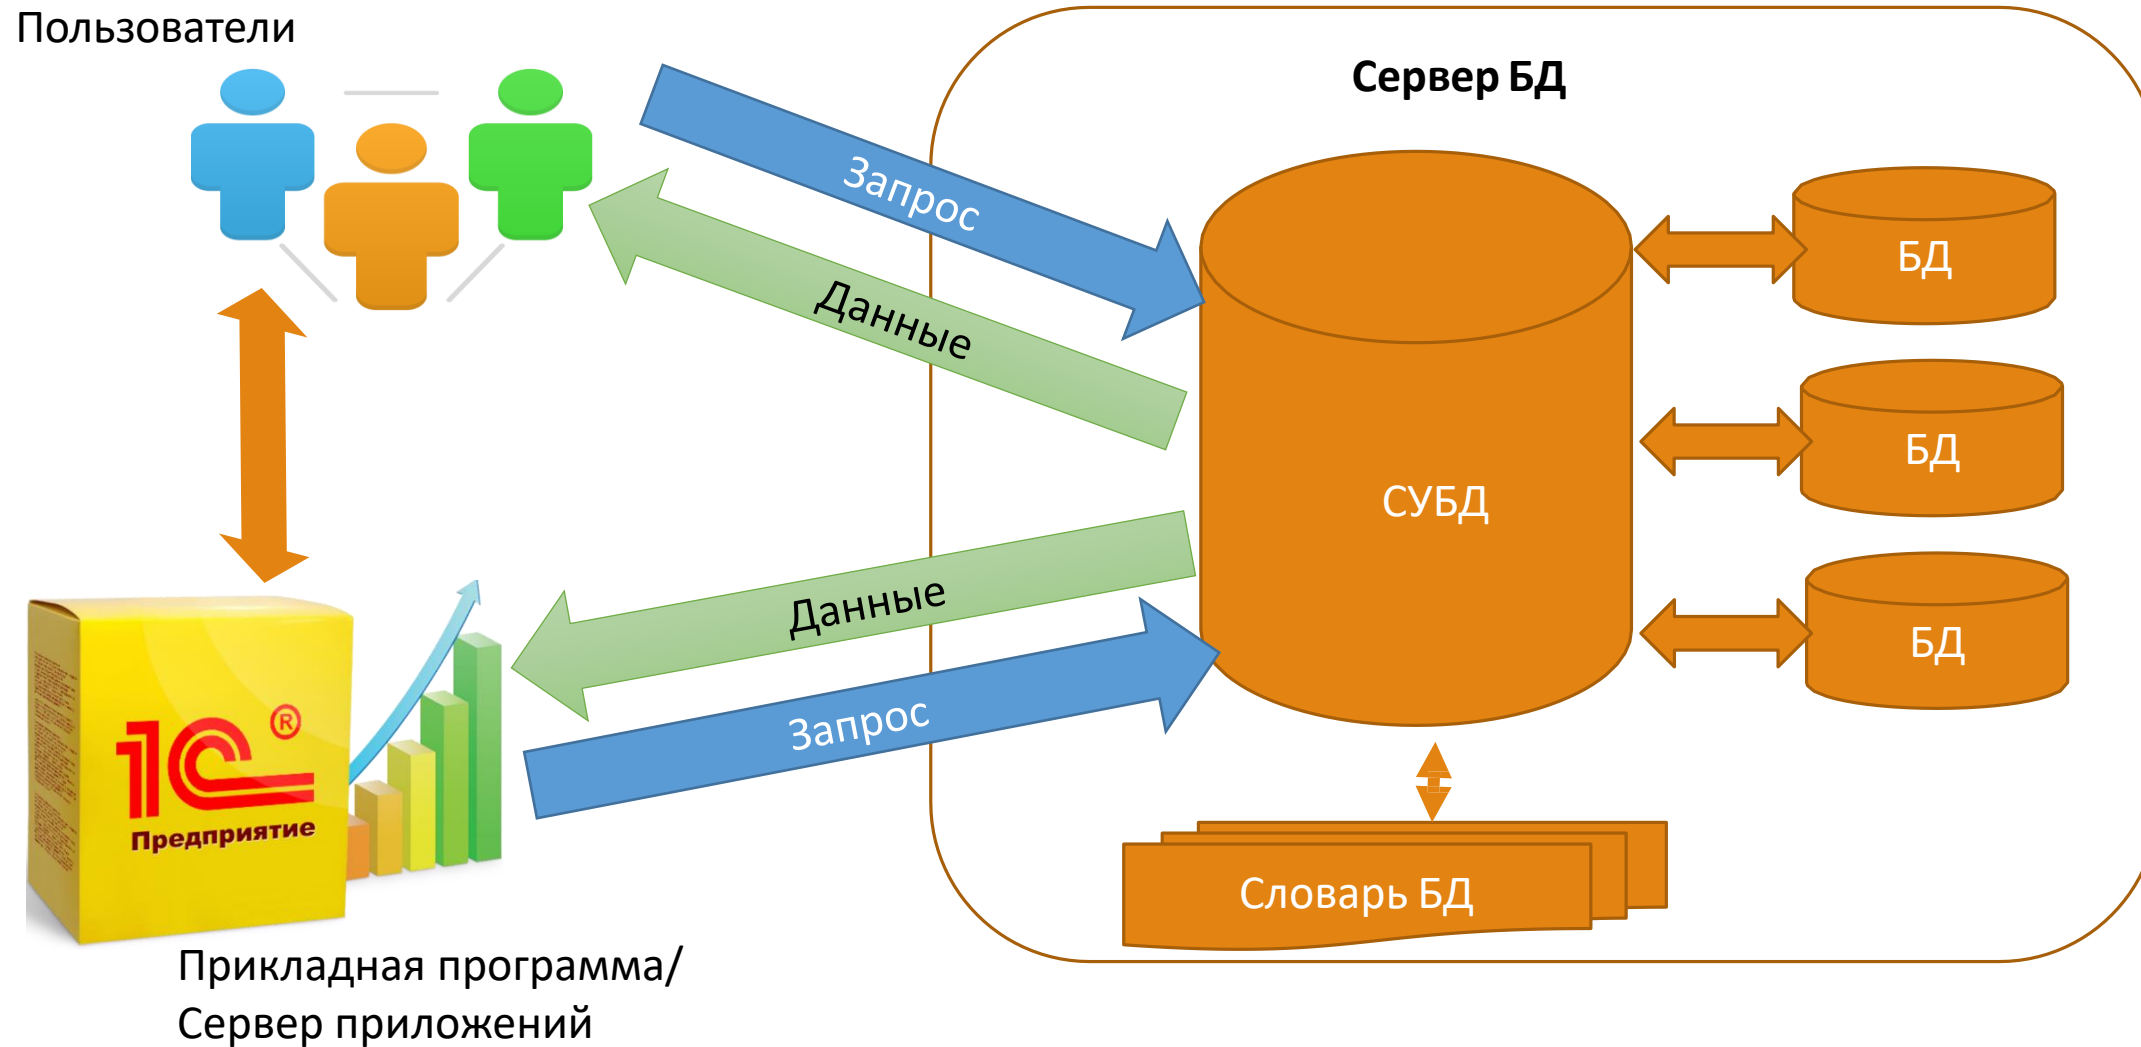 Пользователи
Сервер БД
Запрос
Данные
БД
БД
СУБД
Данные
БД
Запрос
1С®
Предприятие
Словарь БД
Прикладная программа/
Сервер приложений